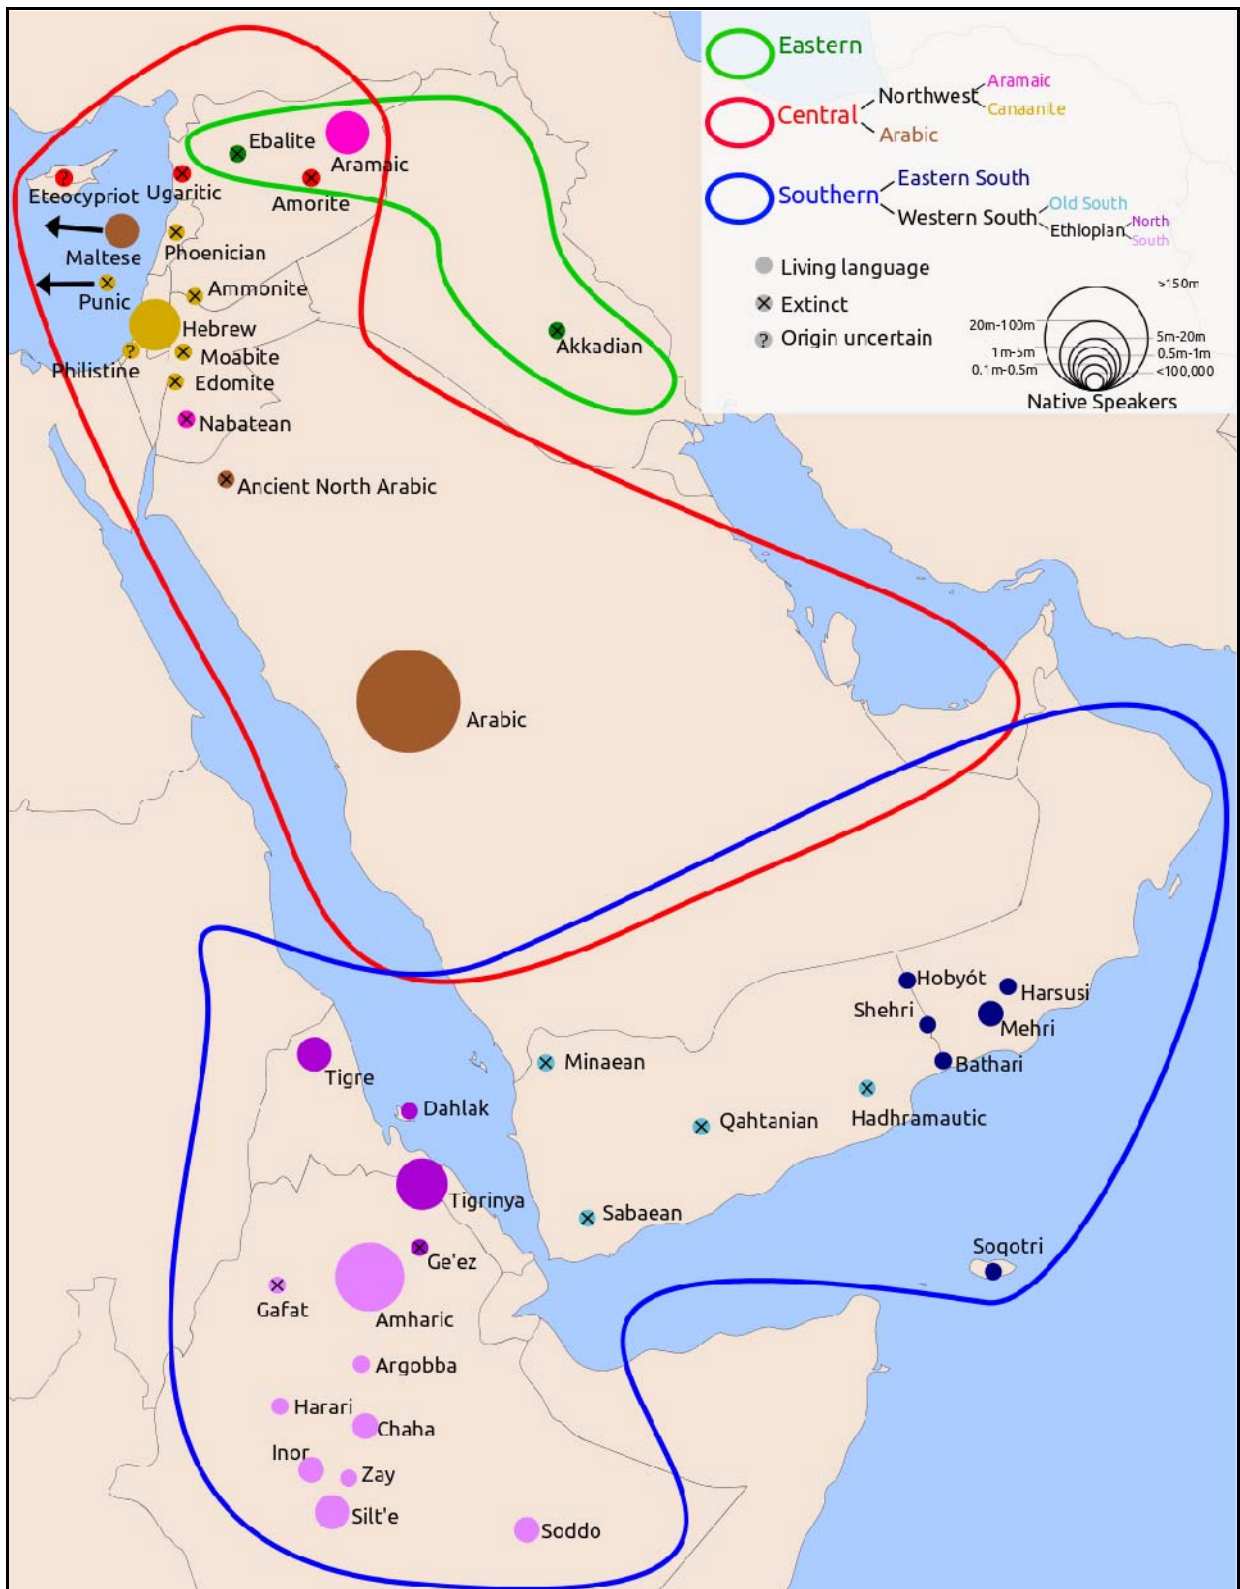 Eastern
Central
Northwest
Aramaic
Canaanite
Arabic
Southern
Eastern South
Western South
Old South
Ethiopian
North
South
Living language
Extinct
? Origin uncertain
>150m
20m-100m
5m-20m
1m-5m
0.5m-1m
0.1m-0.5m
<100,000
Native Speakers
Ebalite
Aramaic
?
Eteocypriot
Ugaritic
Amorite
Maltese
Phoenician
Punic
Ammonite
Hebrew
?
Philistine
Moabite
Akkadian
Edomite
Nabatean
Ancient North Arabic
Arabic
Hobyót
Harsusi
Shehri
Mehri
Minaean
Bathari
Tigre
Dahlak
Qahtanian
Hadhramautic
Tigrinya
Sabaean
Ge'ez
Soqotri
Gafat
Amharic
Argobba
Harari
Chaha
Inor
Zay
Silt'e
Soddo